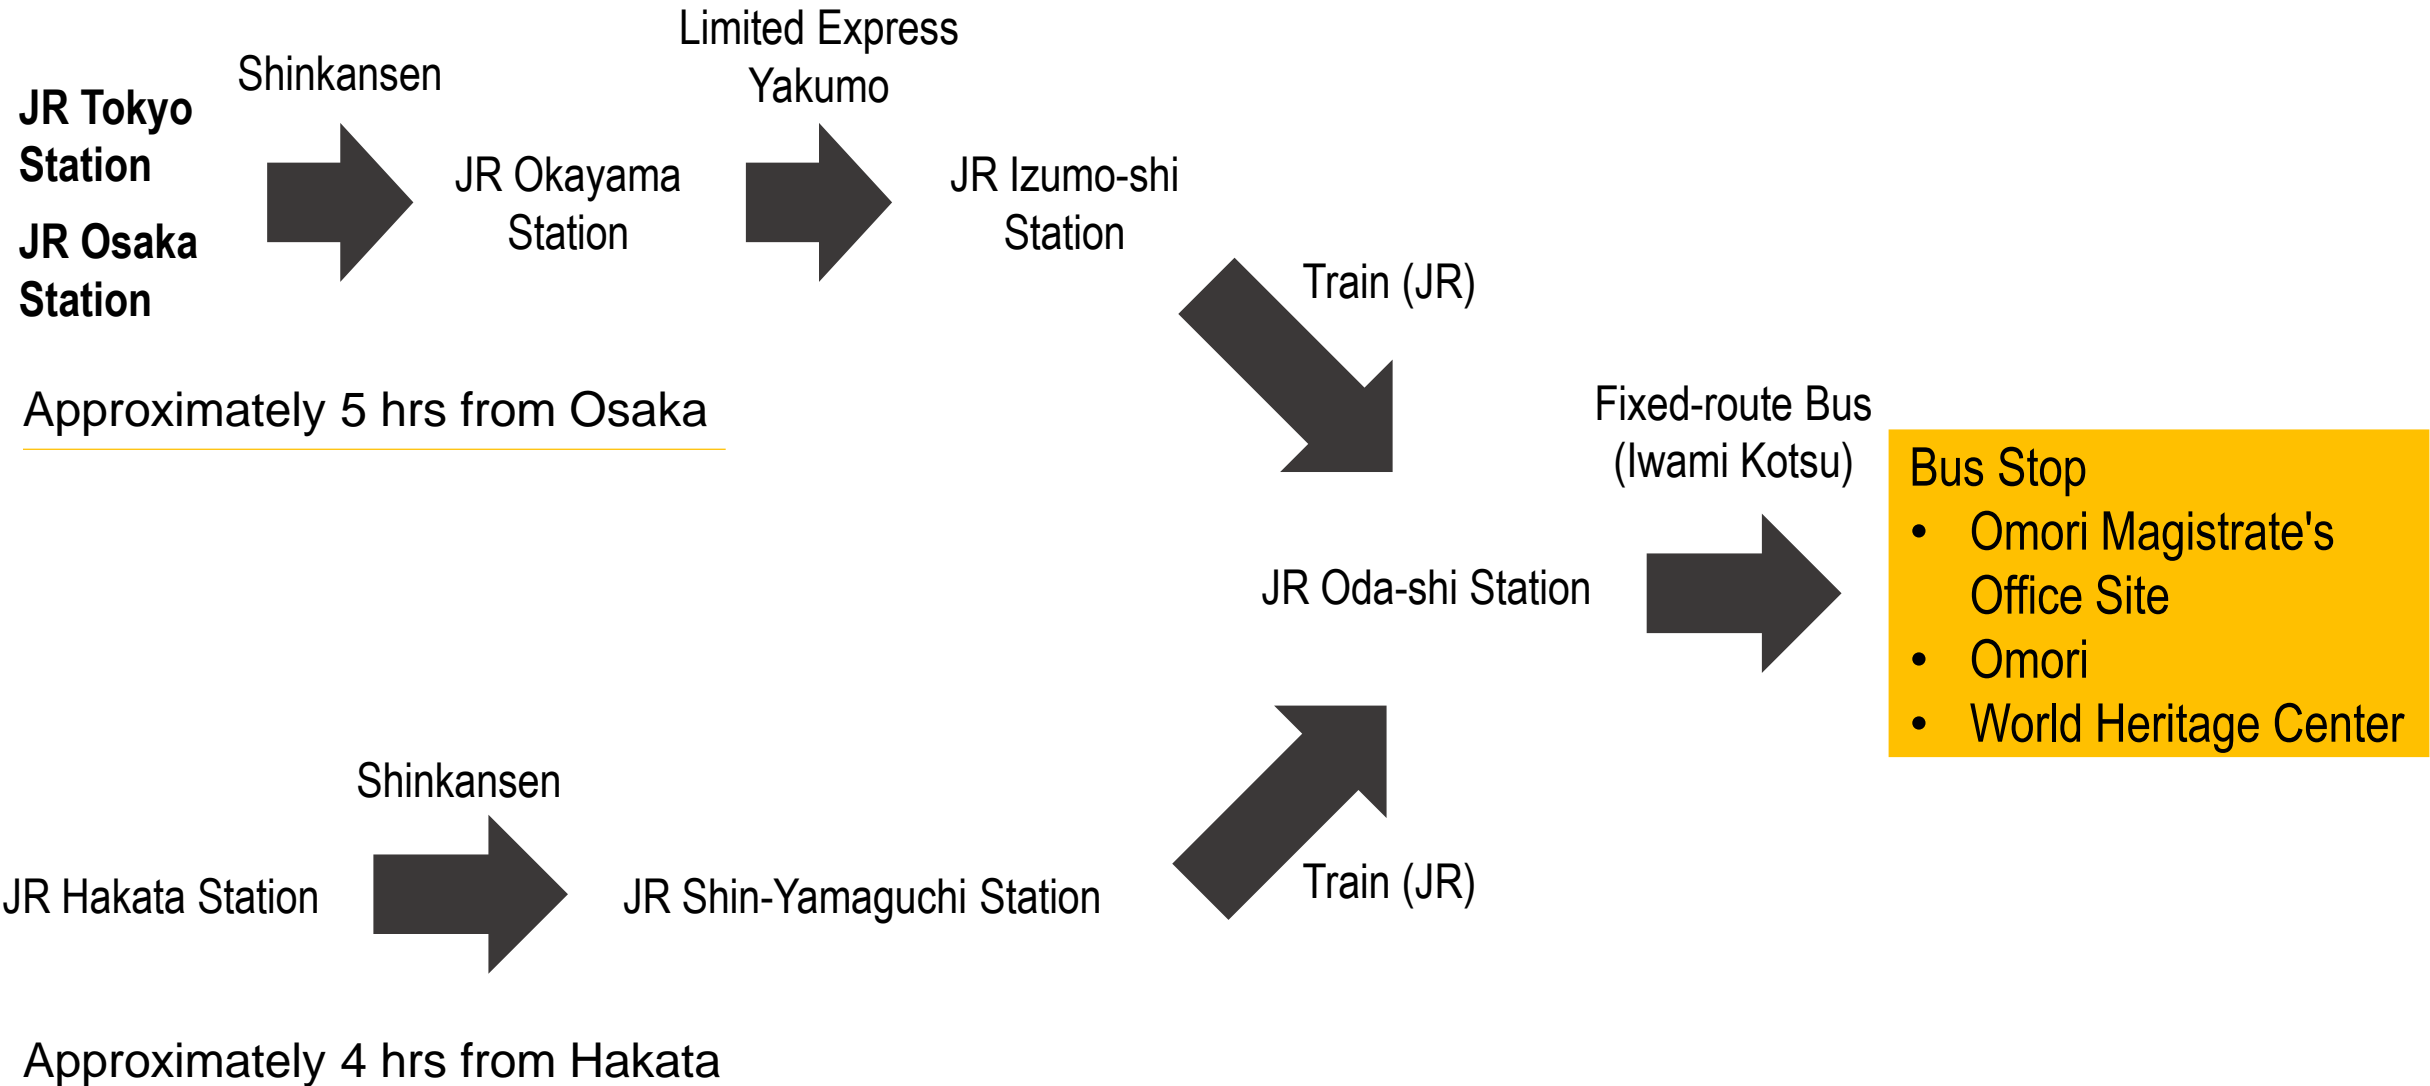 JR Tokyo
Station
JR Osaka
Station
Shinkansen
JR Okayama
Station
Limited Express
Yakumo
JR Izumo-shi
Station
Train (JR)
Approximately 5 hrs from Osaka
JR Oda-shi Station
Fixed-route Bus
(Iwami Kotsu)
Bus Stop
• Omori Magistrate's
Office Site
• Omori
• World Heritage Center
JR Hakata Station
Shinkansen
JR Shin-Yamaguchi Station
Train (JR)
Approximately 4 hrs from Hakata